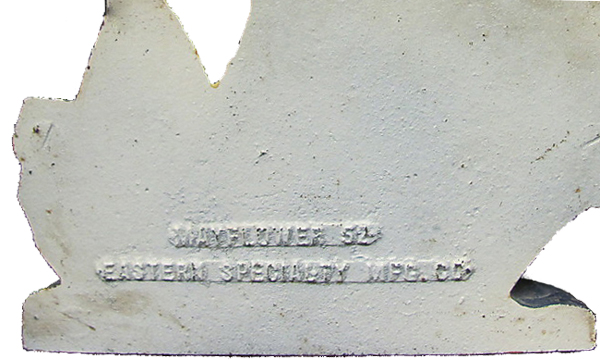 MAYFLOWER 52
EASTERN SPECIALTY MFG. CO.